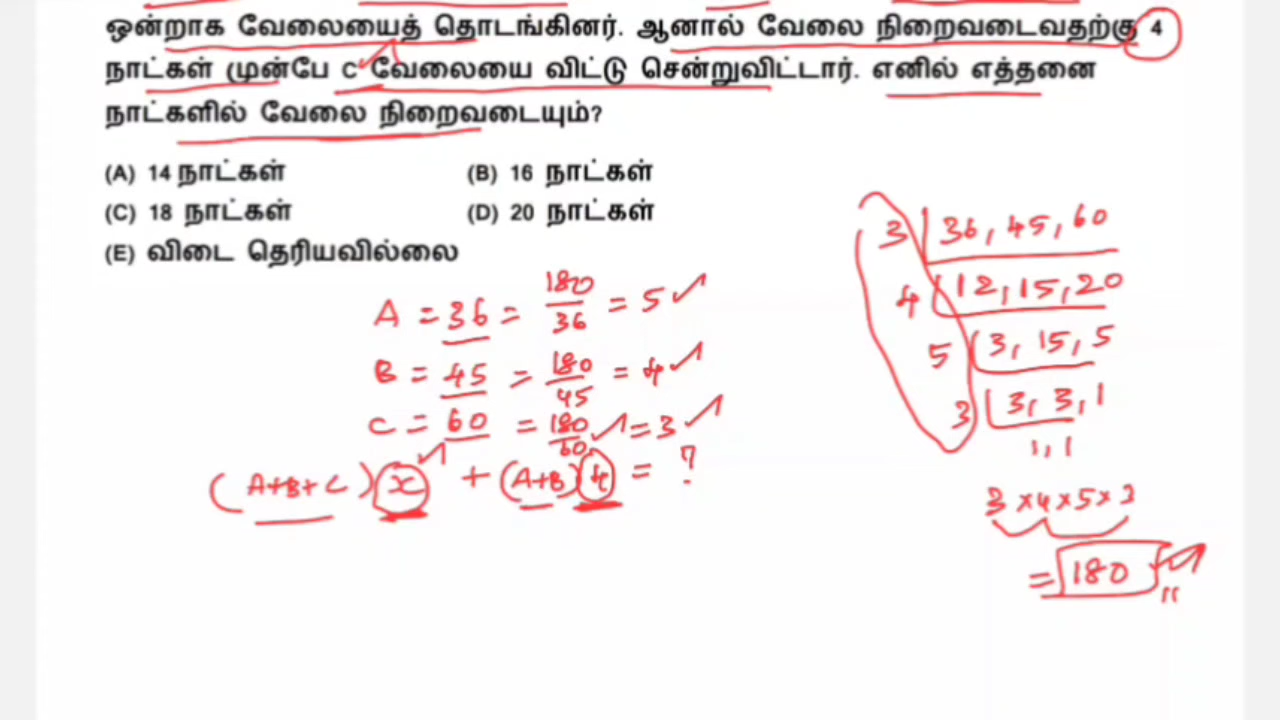 ஒன்றாக வேலையைத் தொடங்கினர். ஆனால் வேலை நிறைவடைவதற்கு 4
நாட்கள் முன்பே C வேலையை விட்டு சென்றுவிட்டார். எனில் எத்தனை
நாட்களில் வேலை நிறைவடையும்?
(A) 14 நாட்கள் (B) 16 நாட்கள்
(C) 18 நாட்கள் (D) 20 நாட்கள்
(E) விடை தெரியவில்லை
A = 36 = 180/36 = 5
B = 45 = 180/45 = 4
C = 60 = 180/60 = 3
(A+B+C) x + (A+B) 4 = ?
3 | 36, 45, 60
4 | 12, 15, 20
5 | 3, 15, 5
3 | 3, 3, 1
1, 1
3 x 4 x 5 x 3
= 180